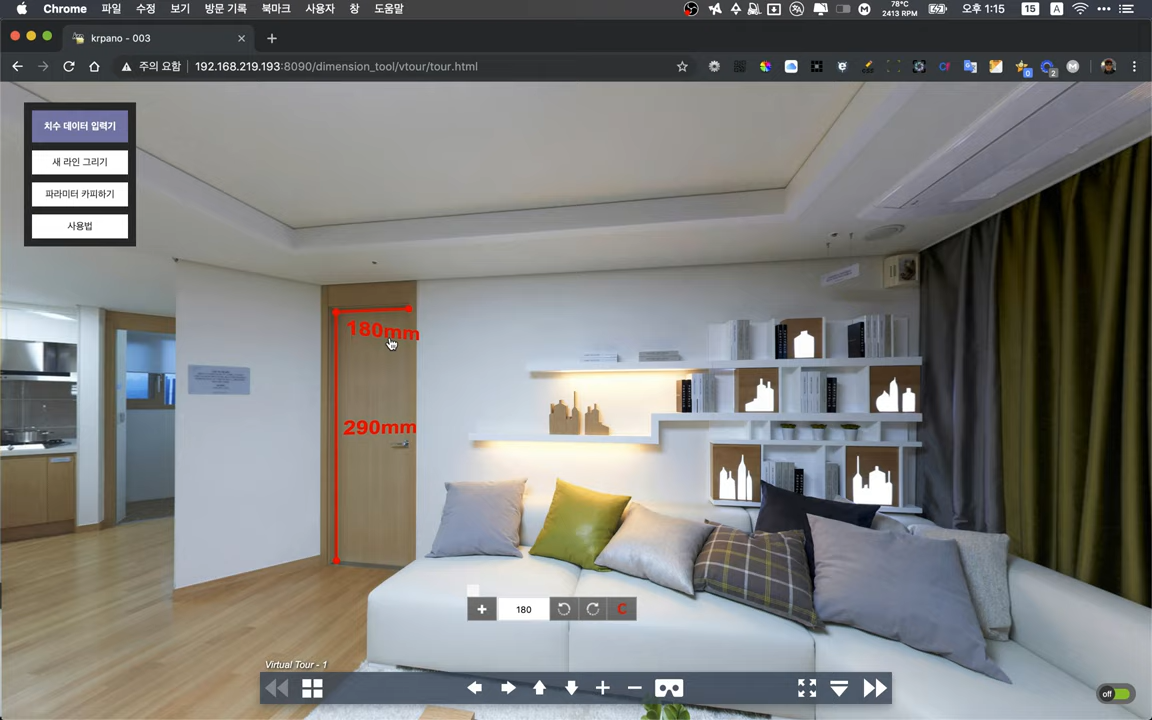 Chrome 파일 수정 보기 방문 기록 북마크 사용자 창 도움말
78°C
2413 RPM
오후 1:15
15
A
krpano - 003
주의 요함
192.168.219.193:8090/dimension_tool/vtour/tour.html
0
2
치수 데이터 입력기
새 라인 그리기
파라미터 카피하기
사용법
180mm
290mm
180
C
Virtual Tour - 1
off